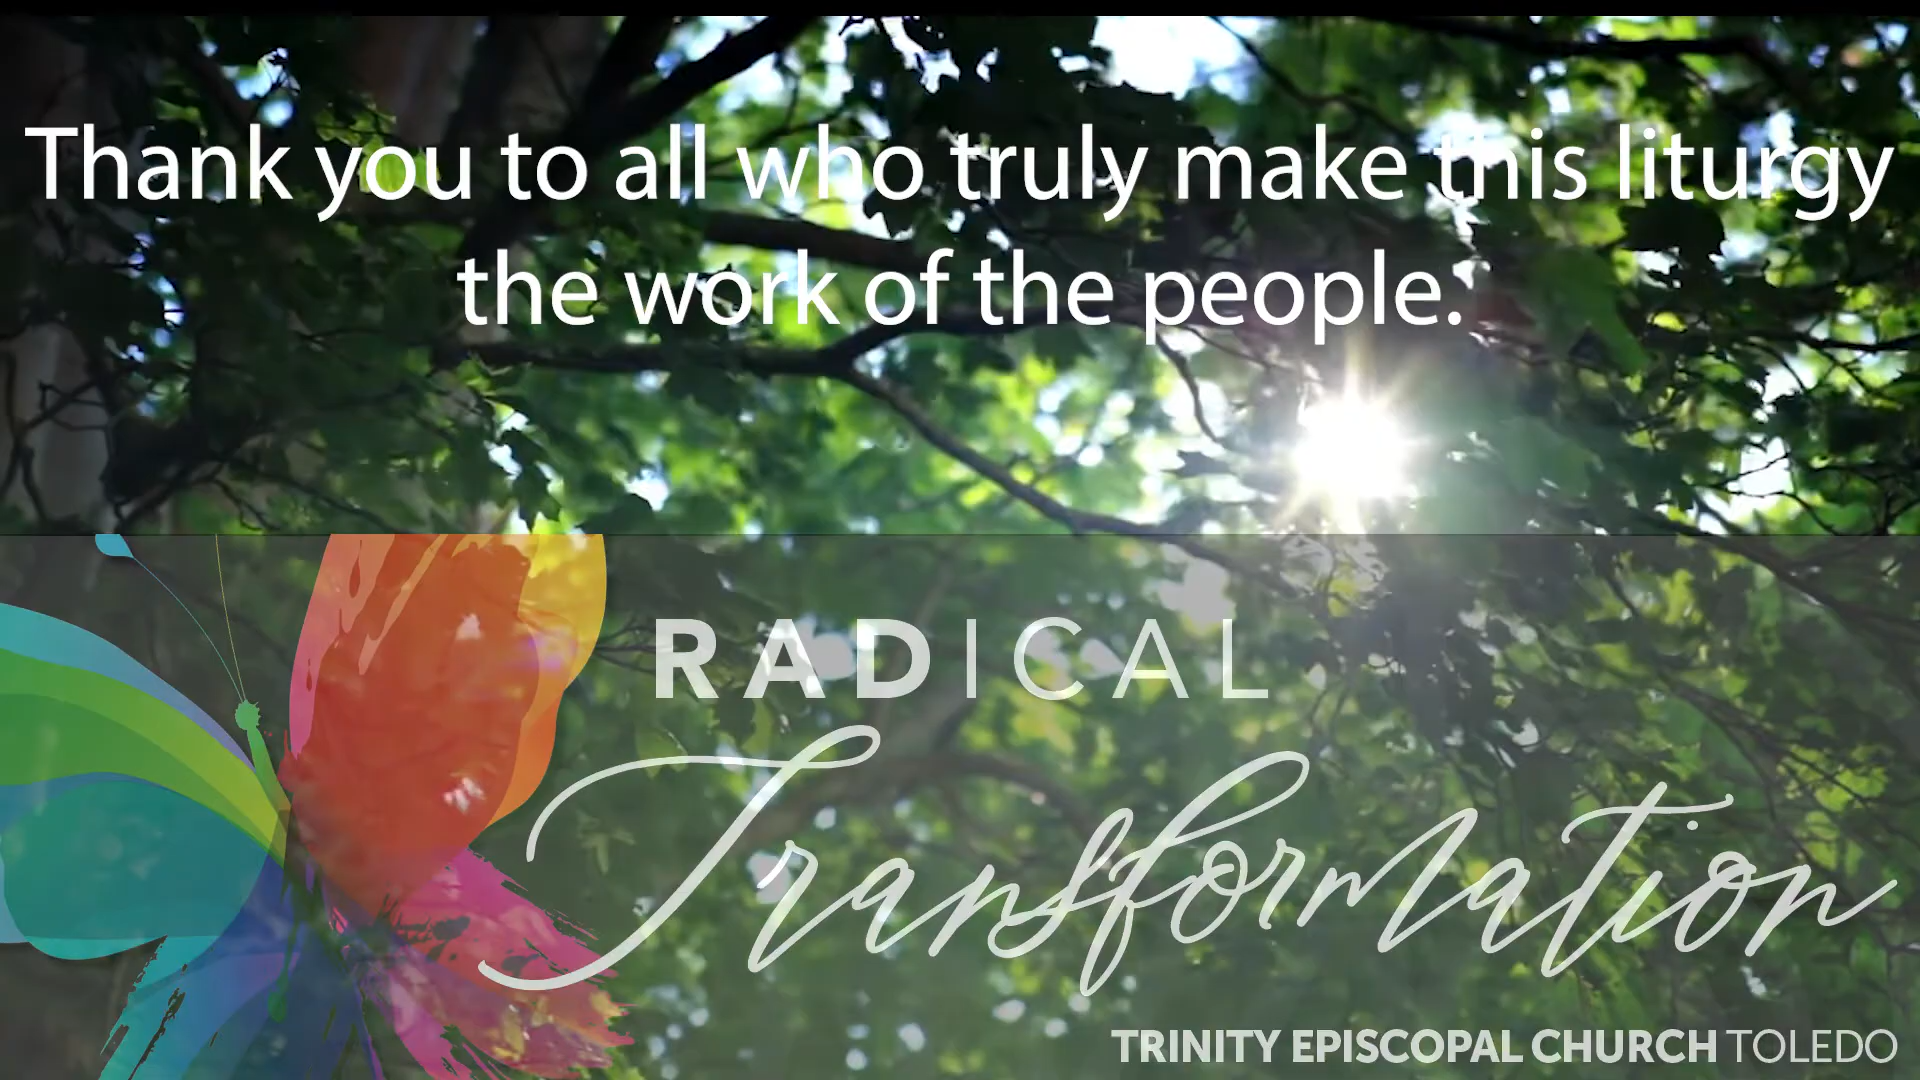 Thank you to all who truly make this liturgy
the work of the people.
RADICAL
Transformation
TRINITY EPISCOPAL CHURCH TOLEDO